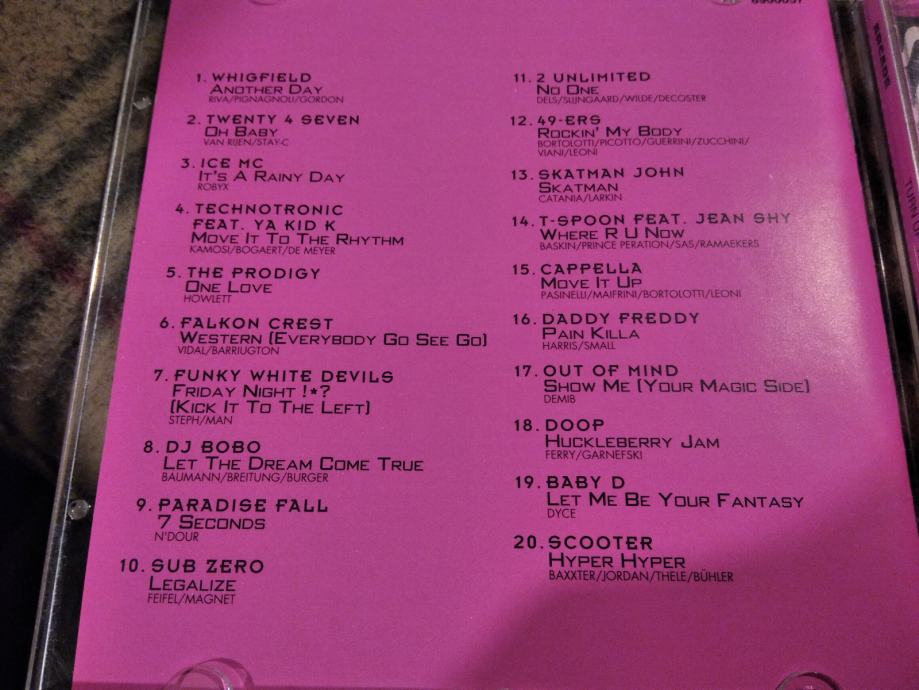 1. WHIGFIELD
ANOTHER DAY
RIVA/PIGNAGNOLI/GORDON
2. TWENTY 4 SEVEN
OH BABY
VAN RIJEN/STAY-C
3. ICE MC
IT'S A RAINY DAY
ROBYX
4. TECHNOTRONIC
FEAT. YA KID K
MOVE IT TO THE RHYTHM
KAMOSI/BOGAERT/DE MEYER
5. THE PRODIGY
ONE LOVE
HOWLETT
6. FALKON CREST
WESTERN (EVERYBODY GO SEE GO)
VIDAL/BARRIUGTON
7. FUNKY WHITE DEVILS
FRIDAY NIGHT !*?
(KICK IT TO THE LEFT)
STEPH/MAN
8. DJ BOBO
LET THE DREAM COME TRUE
BAUMANN/BREITUNG/BURGER
9. PARADISE FALL
7 SECONDS
N'DOUR
10. SUB ZERO
LEGALIZE
FEIFEL/MAGNET
11. 2 UNLIMITED
NO ONE
DELS/SLIJNGAARD/WILDE/DECOSTER
12. 49-ERS
ROCKIN' MY BODY
BORTOLOTTI/PICOTTO/GUERRINI/ZUCCHINI/
VIANI/LEONI
13. SKATMAN JOHN
SKATMAN
CATANIA/LARKIN
14. T-SPOON FEAT. JEAN SHY
WHERE R U NOW
BASKIN/PRINCE PERATION/SAS/RAMAEKERS
15. CAPPELLA
MOVE IT UP
PASINELLI/MAIFRINI/BORTOLOTTI/LEONI
16. DADDY FREDDY
PAIN KILLA
HARRIS/SMALL
17. OUT OF MIND
SHOW ME (YOUR MAGIC SIDE)
DEMIB
18. DOOP
HUCKLEBERRY JAM
FERRY/GARNEFSKI
19. BABY D
LET ME BE YOUR FANTASY
DYCE
20. SCOOTER
HYPER HYPER
BAXXTER/JORDAN/THELE/BÜHLER